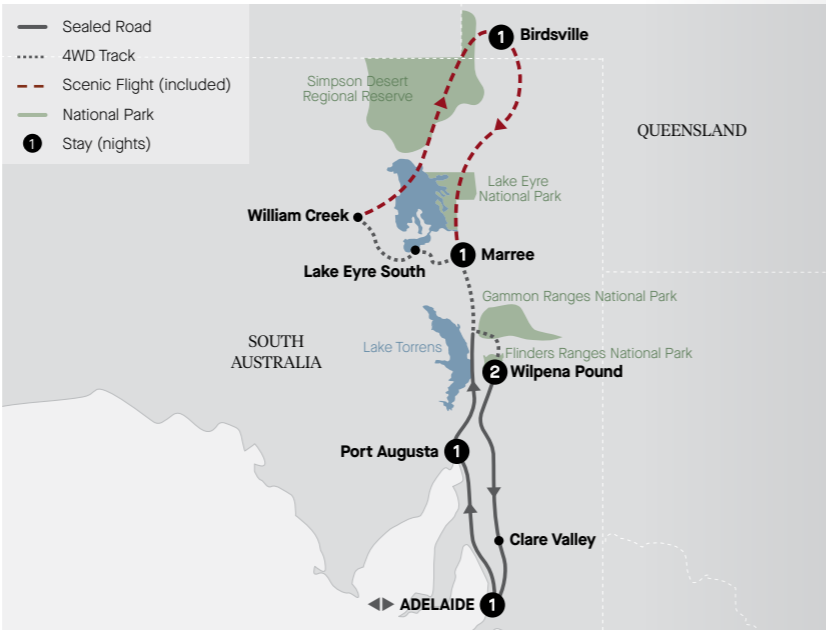 Sealed Road
4WD Track
Scenic Flight (included)
National Park
1 Stay (nights)
1 Birdsville
Simpson Desert
Regional Reserve
QUEENSLAND
Lake Eyre
National Park
William Creek
1 Marree
Lake Eyre South
Gammon Ranges National Park
SOUTH
AUSTRALIA
Lake Torrens
Flinders Ranges National Park
2 Wilpena Pound
Port Augusta 1
Clare Valley
ADELAIDE 1